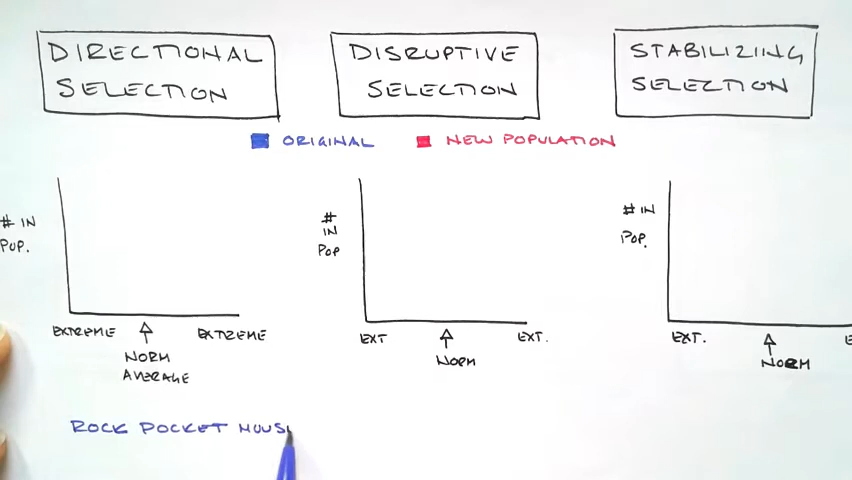 DIRECTIONAL
SELECTION
DISRUPTIVE
SELECTION
STABILIZING
SELECTION
ORIGINAL
NEW POPULATION
# IN
POP.
EXTREME
EXTREME
NORM
AVERAGE
#
IN
POP
EXT
EXT.
NORM
# IN
POP.
EXT.
NORM
ROCK POCKET MOUS